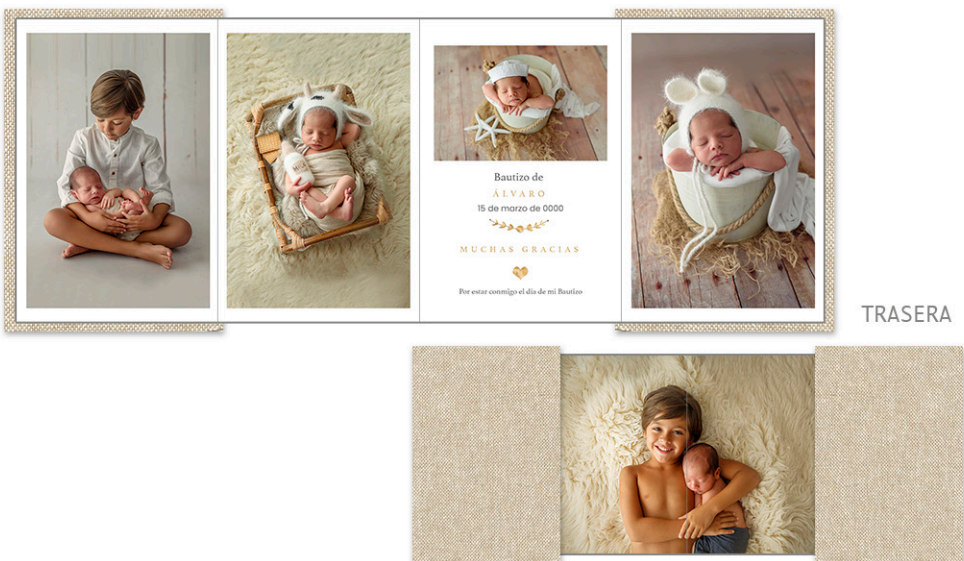 Bautizo de
ÁLVARO
15 de marzo de 0000
MUCHAS GRACIAS
Por estar conmigo el día de mi Bautizo
TRASERA